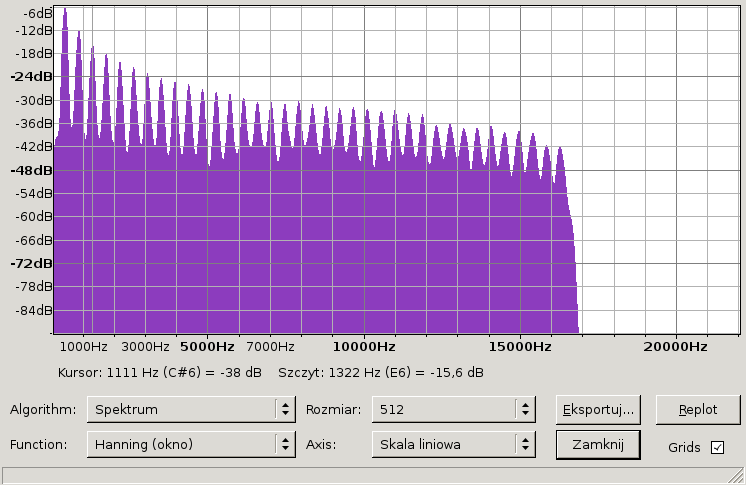 -6dB
-12dB
-18dB
-24dB
-30dB
-36dB
-42dB
-48dB
-54dB
-60dB
-66dB
-72dB
-78dB
-84dB
1000Hz 3000Hz 5000Hz 7000Hz 10000Hz 15000Hz 20000Hz
Kursor: 1111 Hz (C#6) = -38 dB Szczyt: 1322 Hz (E6) = -15,6 dB
Algorithm: Spektrum Rozmiar: 512 Eksportuj... Replot
Function: Hanning (okno) Axis: Skala liniowa Zamknij Grids